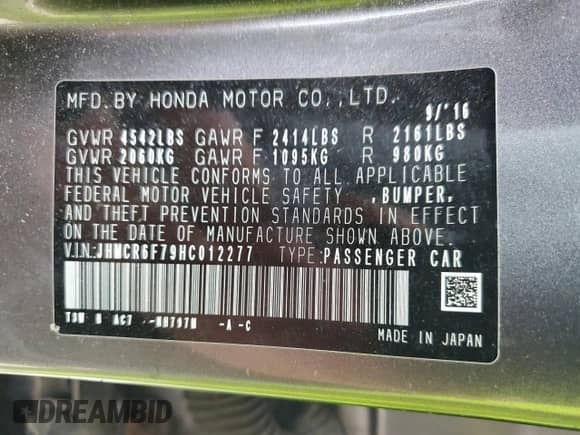 MFD. BY HONDA MOTOR CO., LTD. 9/'16
GVWR 4542LBS GAWR F 2414LBS R 2161LBS
GVWR 2060KG GAWR F 1095KG R 980KG
THIS VEHICLE CONFORMS TO ALL APPLICABLE
FEDERAL MOTOR VEHICLE SAFETY ,BUMPER,
AND THEFT PREVENTION STANDARDS IN EFFECT
ON THE DATE OF MANUFACTURE SHOWN ABOVE.
V.I.N: JHMCR6F79HC012277 TYPE: PASSENGER CAR
-A -C
MADE IN JAPAN
DREAMBID